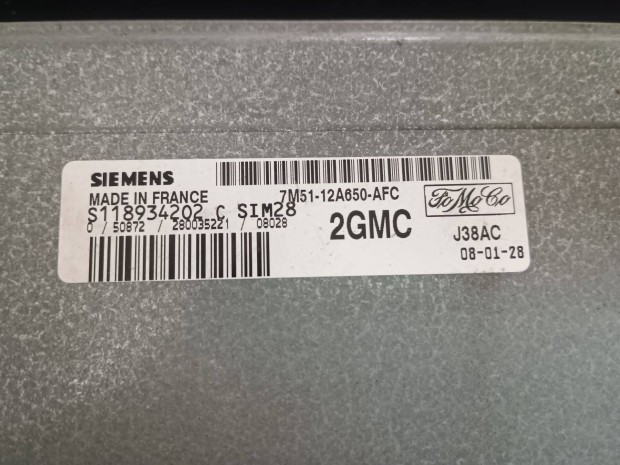 SIEMENS
MADE IN FRANCE
7M51-12A650-AFC
S118934202 C SIM28
0 / 50872 / 280035221 / 08028
2GMC
FoMoCo
J38AC
08-01-28